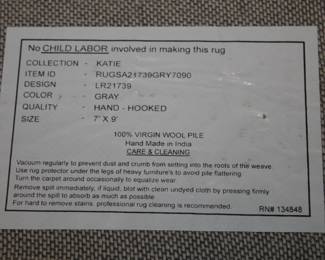 No CHILD LABOR involved in making this rug
COLLECTION - KATIE
ITEM ID - RUGSA21739GRY7090
DESIGN - LR21739
COLOR - GRAY
QUALITY - HAND - HOOKED
SIZE - 7' X 9'
100% VIRGIN WOOL PILE
Hand Made in India
CARE & CLEANING
Vacuum regularly to prevent dust and crumb from setting into the roots of the weave.
Use rug protector under the legs of heavy furniture's to avoid pile flattering
Turn the carpet around occasionally to equalize wear.
Remove spill immediately, if liquid, blot with clean undyed cloth by pressing firmly
around the spill to absorb as much as possible
For hard to remove stains, professional rug cleaning is recommended.
RN# 134848